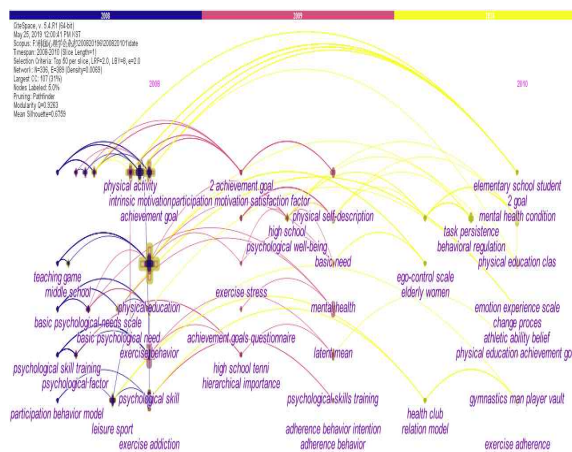 2008 2009
CiteSpace, v. 5.4.R1 (64-bit)
May 25, 2019 12:00:41 PM KST
Timespan: 2008-2010 (Slice Length=1)
Selection Criteria: Top 50 per slice, LRF=2.0, LBY=8, e=2.0
Network: N=336, E=389 (Density=0.0069)
Largest CC: 107 (31%)
Nodes Labeled: 5.0%
Pruning: Pathfinder
Modularity Q=0.9263
Mean Silhouette=0.6759
2008 2009 2010
physical activity 2 achievement goal elementary school student
intrinsic motivation participation motivation satisfaction factor 2 goal
achievement goal physical self-description mental health condition
high school task persistence
psychological well-being behavioral regulation
teaching game basic need ego-control scale physical education clas
middle school exercise stress elderly women
physical education mental health emotion experience scale
basic psychological needs scale change proces
basic psychological need achievement goals questionnaire athletic ability belief
psychological skill training exercise behavior latent mean physical education achievement go
psychological factor high school tenni
hierarchical importance
psychological skill psychological skills training gymnastics man player vault
participation behavior model health club
leisure sport adherence behavior intention relation model
exercise addiction adherence behavior exercise adherence